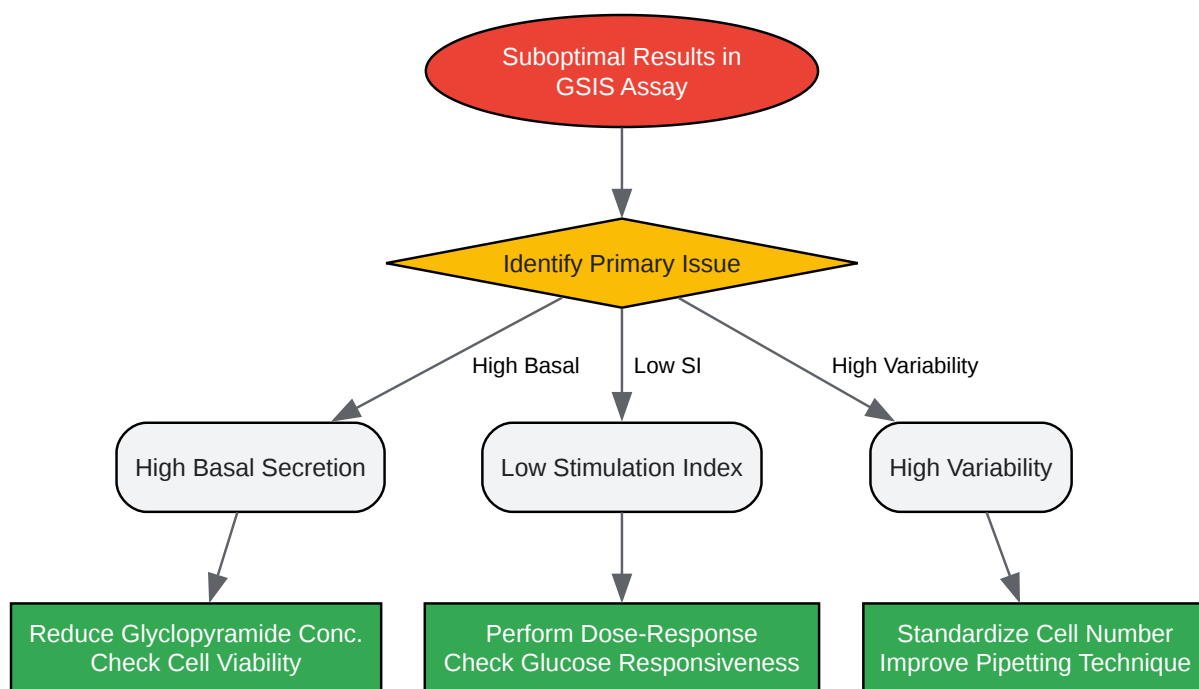 Suboptimal Results in
GSIS Assay
Identify Primary Issue
High Basal
Low SI
High Variability
High Basal Secretion
Low Stimulation Index
High Variability
Reduce Glyclopyramide Conc.
Check Cell Viability
Perform Dose-Response
Check Glucose Responsiveness
Standardize Cell Number
Improve Pipetting Technique